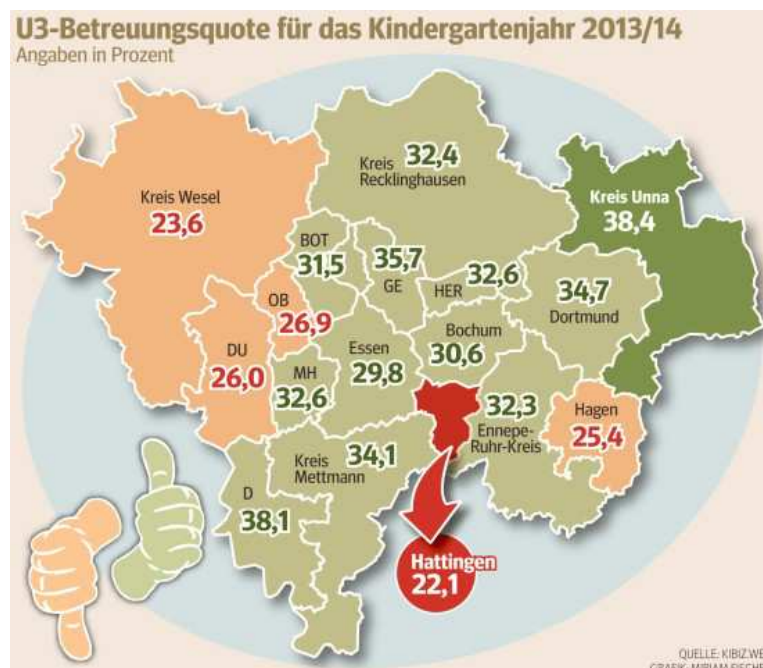 U3-Betreuungsquote für das Kindergartenjahr 2013/14
Angaben in Prozent
Kreis 32,4
Recklinghausen
Kreis Wesel
23,6
Kreis Unna
38,4
BOT
31,5
35,7
GE
HER 32,6
34,7
Dortmund
OB
26,9
DU
26,0
MH
32,6
Essen
29,8
Bochum
30,6
32,3
Ennepe-
Ruhr-Kreis
Hagen
25,4
Kreis 34,1
Mettmann
D
38,1
Hattingen
22,1
QUELLE: KIBIZ.WE
GRAFIK: MIRIAM FISCHE